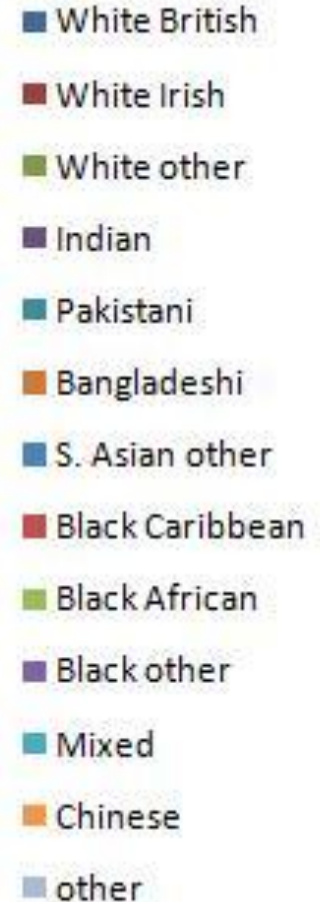 White British
White Irish
White other
Indian
Pakistani
Bangladeshi
S. Asian other
Black Caribbean
Black African
Black other
Mixed
Chinese
other